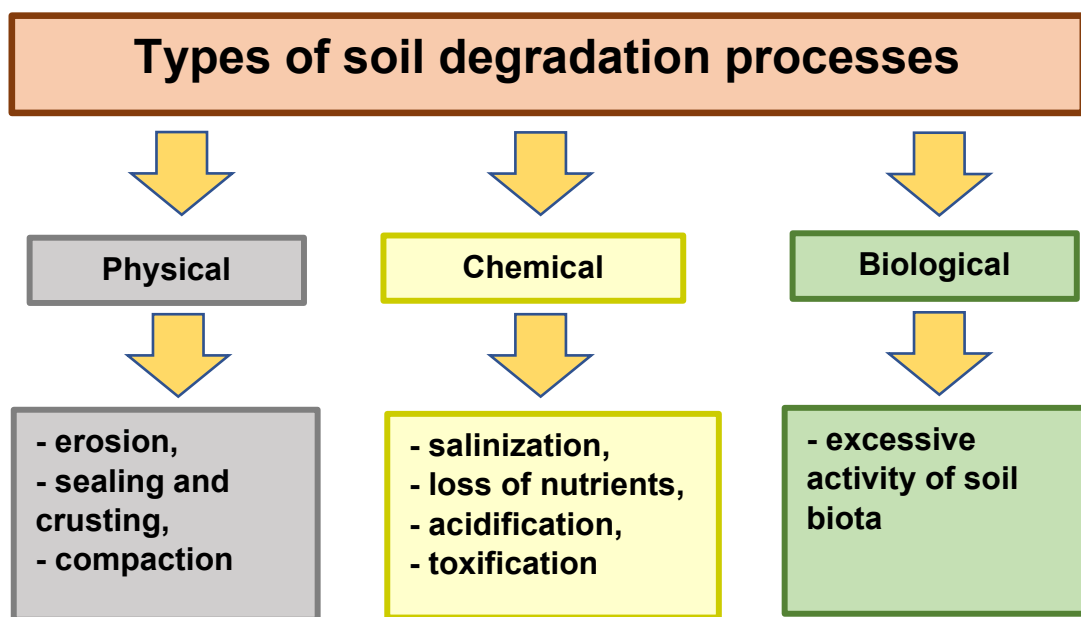 Types of soil degradation processes
Physical
Chemical
Biological
- erosion,
- sealing and
crusting,
- compaction
- salinization,
- loss of nutrients,
- acidification,
- toxification
- excessive
activity of soil
biota